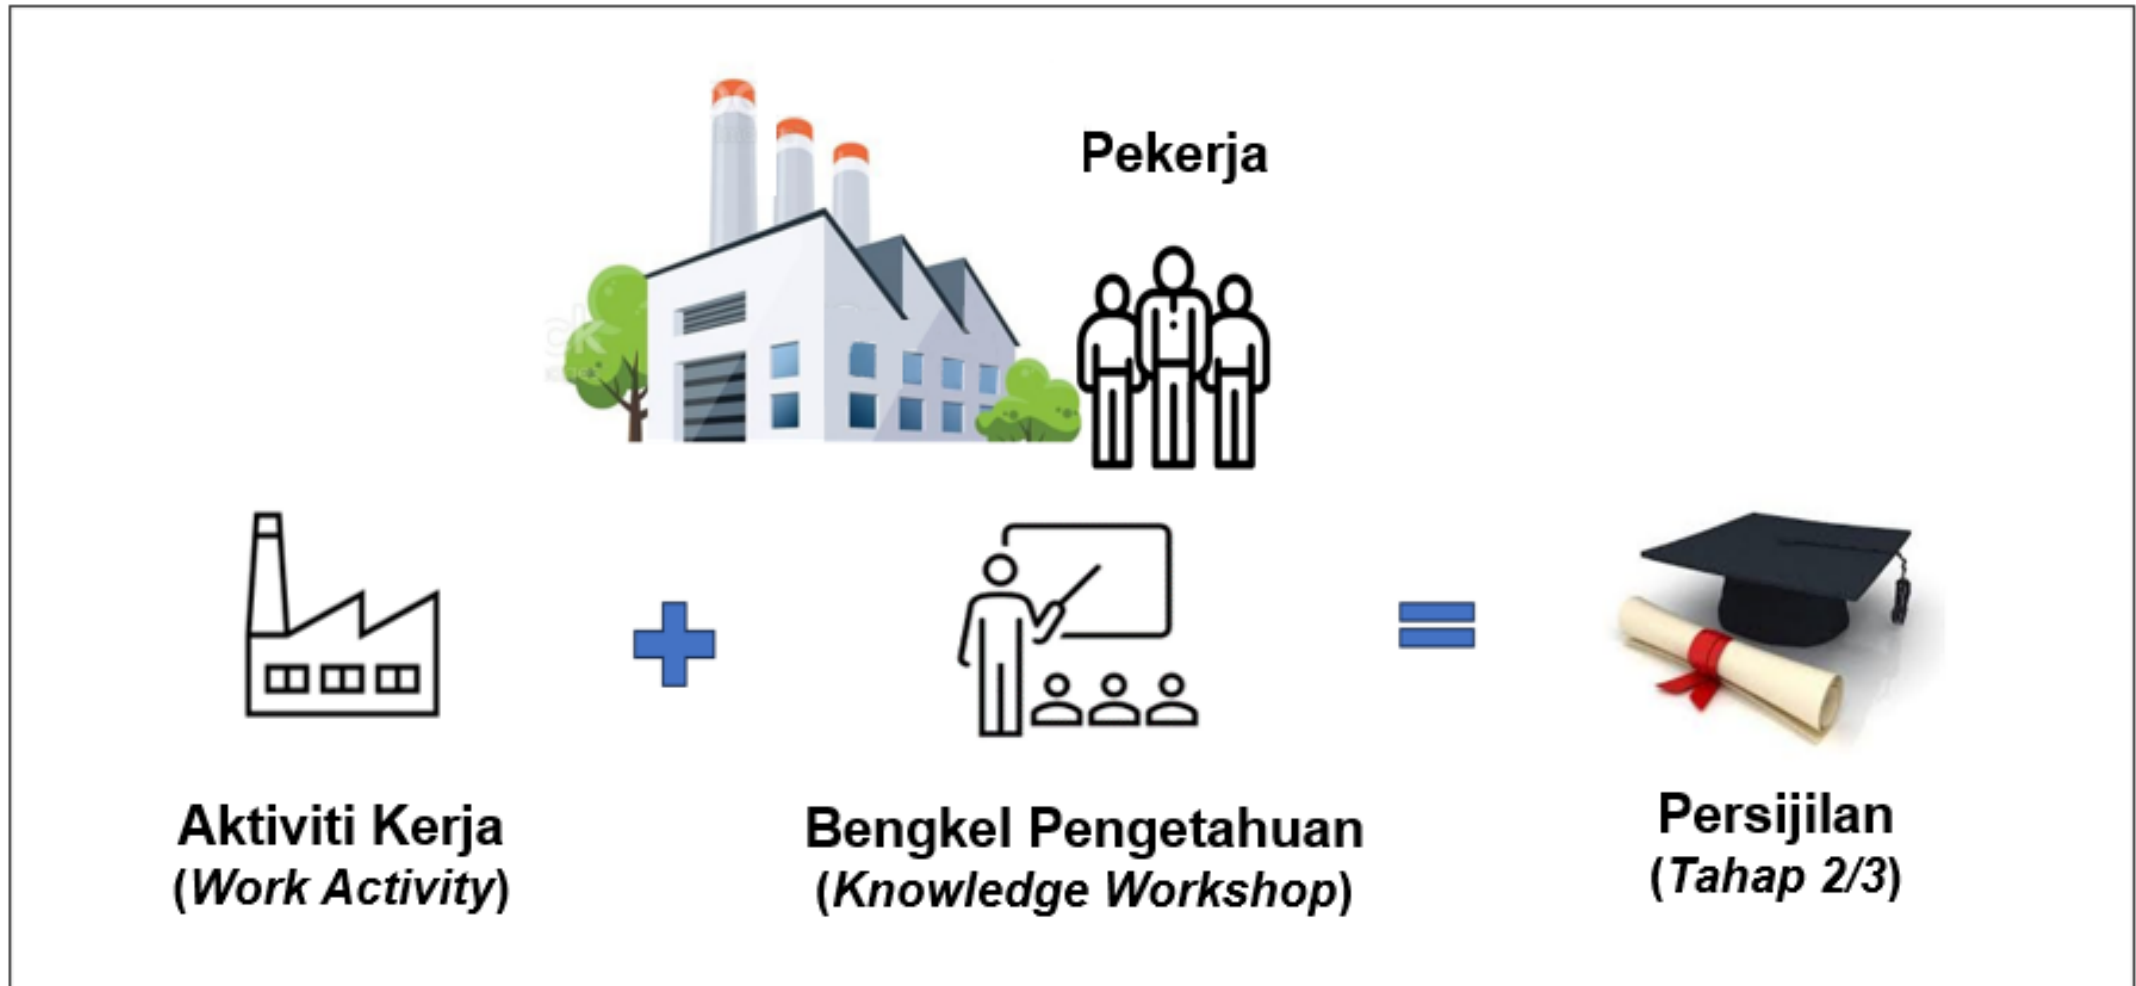 Pekerja
Aktiviti Kerja
(Work Activity)
Bengkel Pengetahuan
(Knowledge Workshop)
Persijilan
(Tahap 2/3)